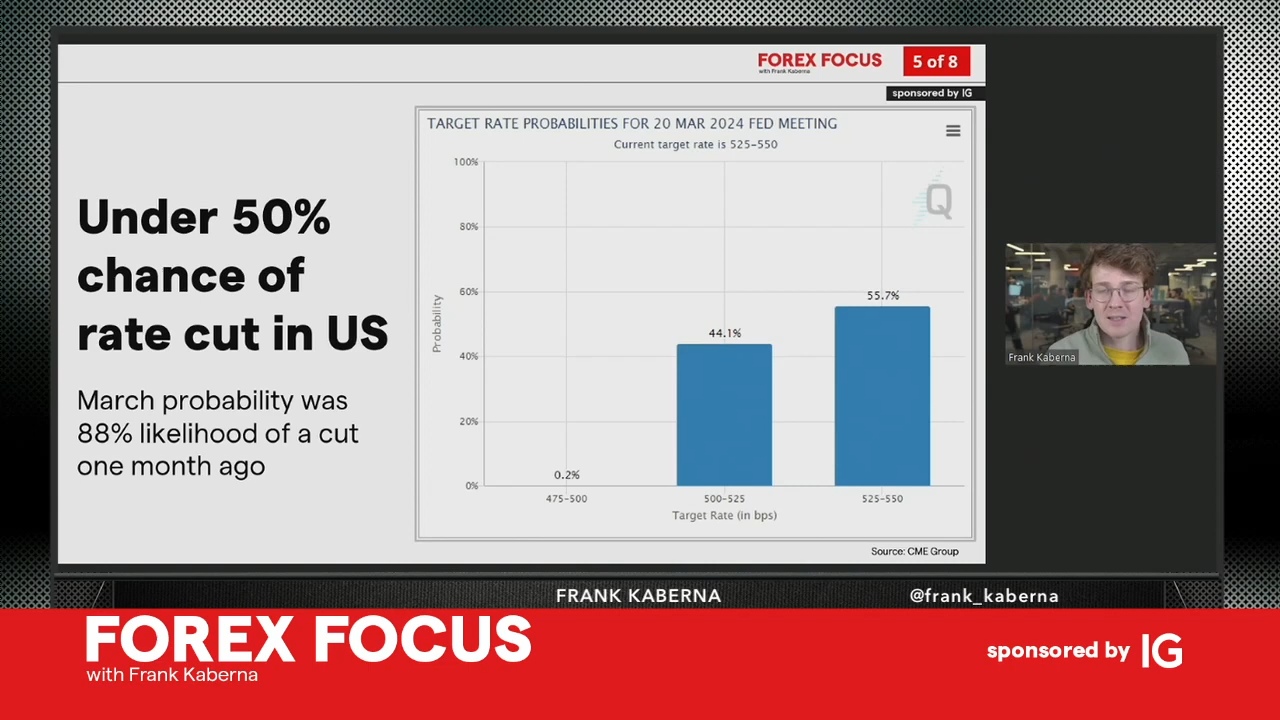 FOREX FOCUS
with Frank Kaberna
5 of 8
sponsored by IG
TARGET RATE PROBABILITIES FOR 20 MAR 2024 FED MEETING
Current target rate is 525-550
Q
Under 50%
chance of
rate cut in US
March probability was
88% likelihood of a cut
one month ago
Probability
100%
80%
60%
40%
20%
0%
0.2%
44.1%
55.7%
475-500
500-525
525-550
Target Rate (in bps)
Source: CME Group
Frank Kaberna
FRANK KABERNA
@frank_kaberna
FOREX FOCUS
with Frank Kaberna
sponsored by IG